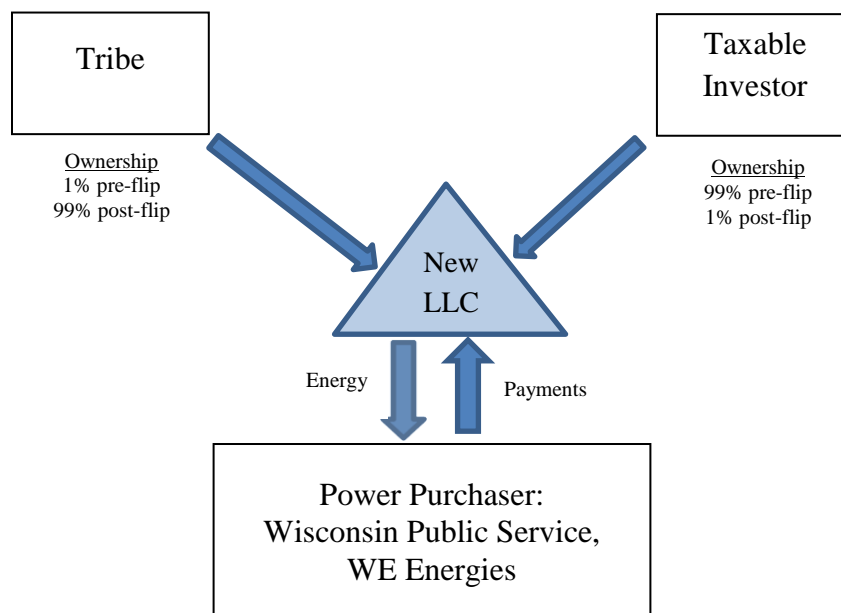 Tribe
Ownership
1% pre-flip
99% post-flip
Taxable
Investor
Ownership
99% pre-flip
1% post-flip
New
LLC
Energy
Payments
Power Purchaser:
Wisconsin Public Service,
WE Energies